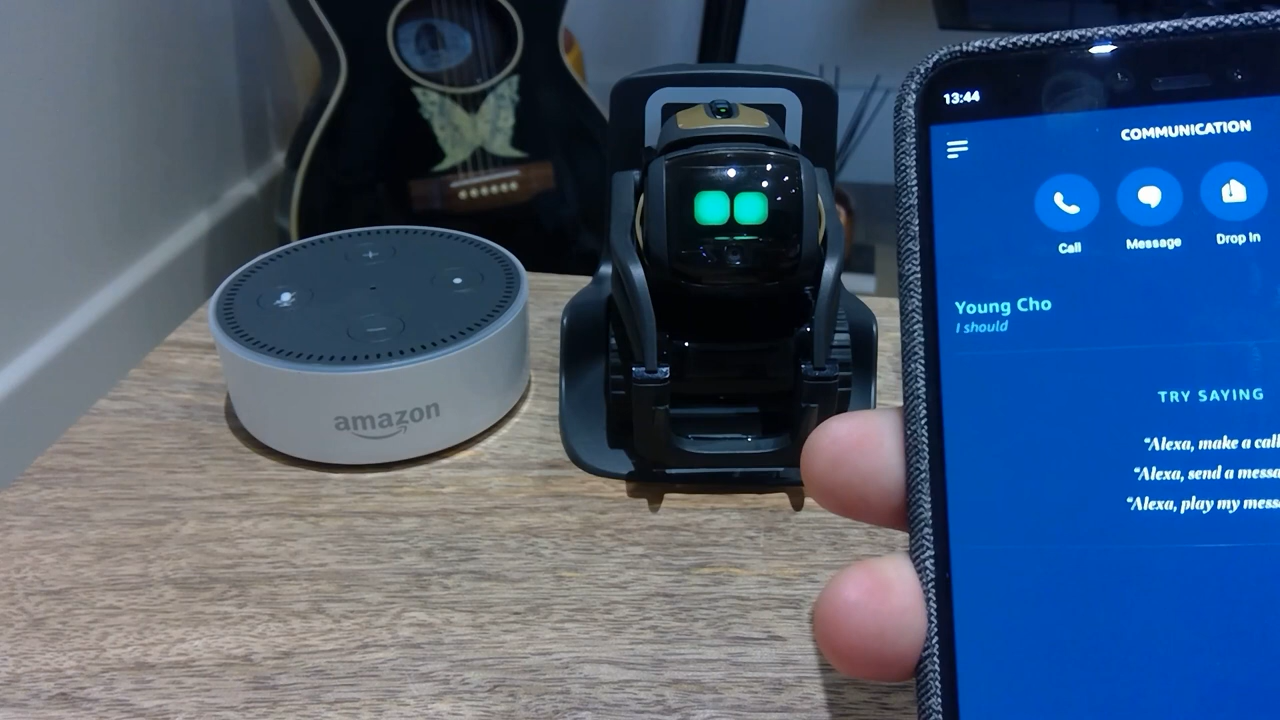 amazon
13:44
COMMUNICATION
Call
Message
Drop In
Young Cho
I should
TRY SAYING
"Alexa, make a call
"Alexa, send a messa
"Alexa, play my mess